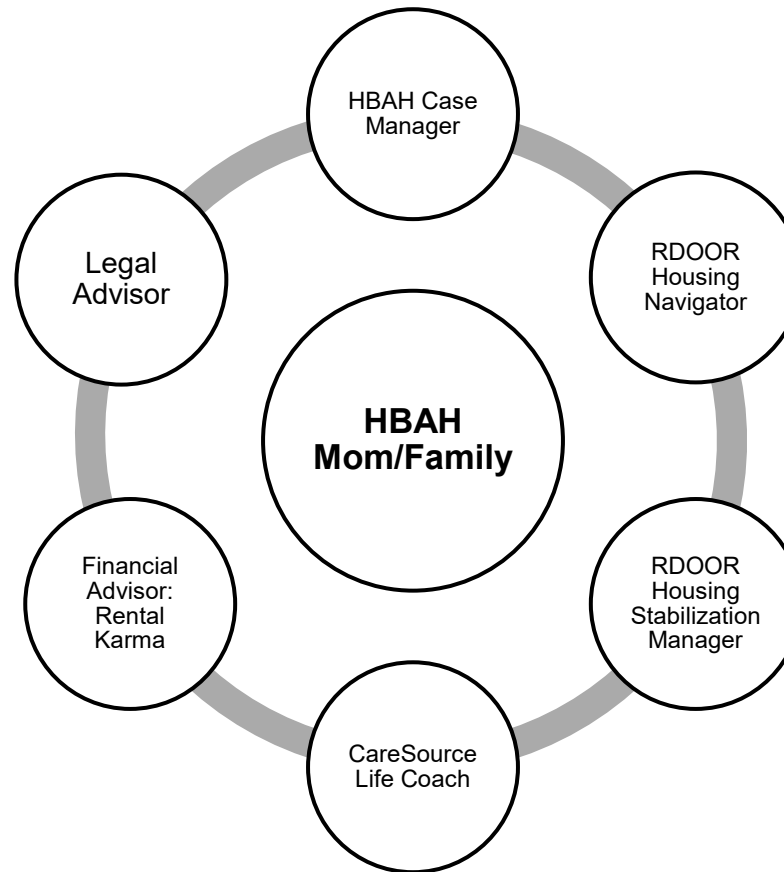 HBAH Case
Manager
RDOOR
Housing
Navigator
RDOOR
Housing
Stabilization
Manager
CareSource
Life Coach
Financial
Advisor:
Rental
Karma
Legal
Advisor
HBAH
Mom/Family